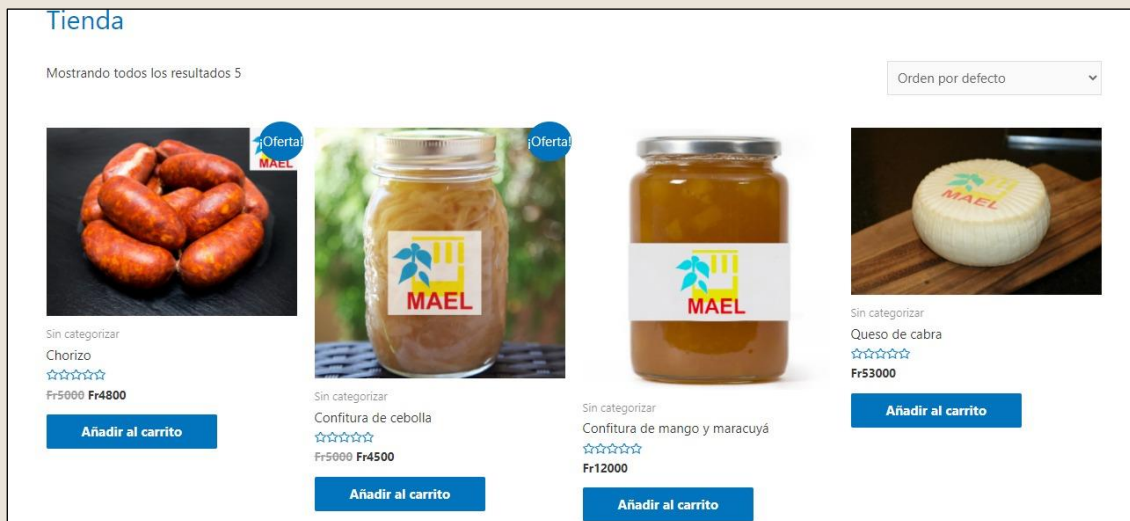 Tienda
Mostrando todos los resultados 5
Orden por defecto
¡Oferta!
MAEL
Sin categorizar
Chorizo
Fr5000 Fr4800
Añadir al carrito
¡Oferta!
MAEL
Sin categorizar
Confitura de cebolla
Fr5000 Fr4500
Añadir al carrito
MAEL
Sin categorizar
Confitura de mango y maracuyá
Fr12000
Añadir al carrito
MAEL
Sin categorizar
Queso de cabra
Fr53000
Añadir al carrito